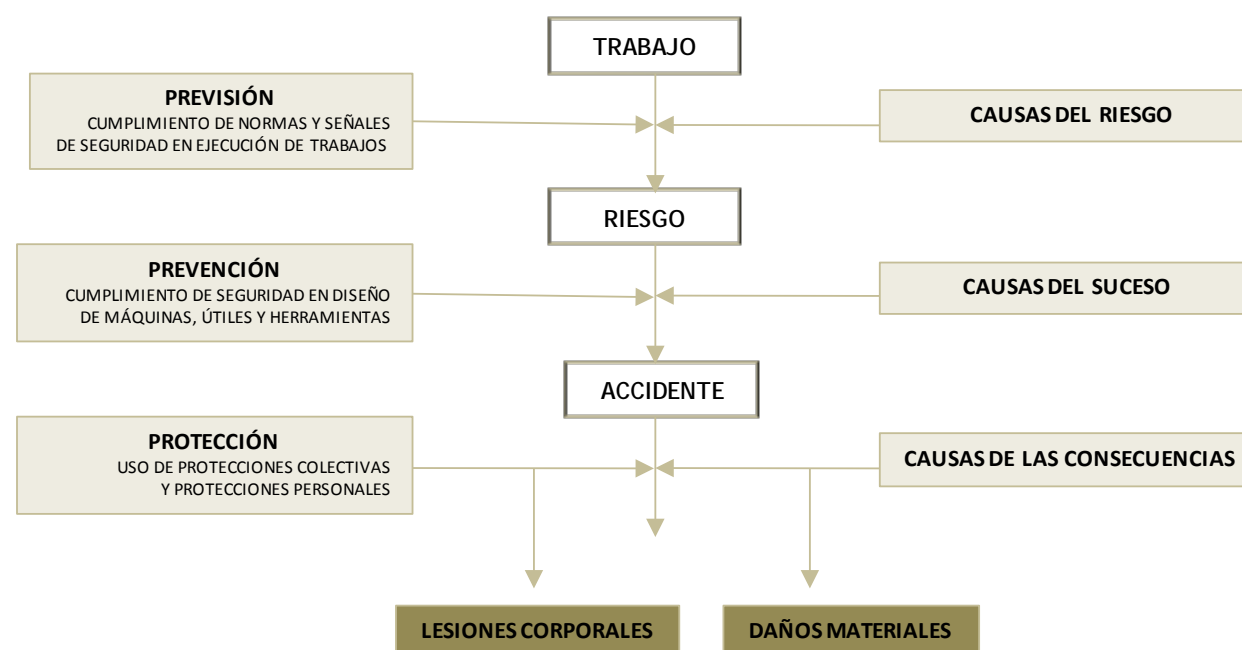 TRABAJO
PREVISIÓN
CUMPLIMIENTO DE NORMAS Y SEÑALES
DE SEGURIDAD EN EJECUCIÓN DE TRABAJOS
CAUSAS DEL RIESGO
RIESGO
PREVENCIÓN
CUMPLIMIENTO DE SEGURIDAD EN DISEÑO
DE MÁQUINAS, ÚTILES Y HERRAMIENTAS
CAUSAS DEL SUCESO
ACCIDENTE
PROTECCIÓN
USO DE PROTECCIONES COLECTIVAS
Y PROTECCIONES PERSONALES
CAUSAS DE LAS CONSECUENCIAS
LESIONES CORPORALES
DAÑOS MATERIALES